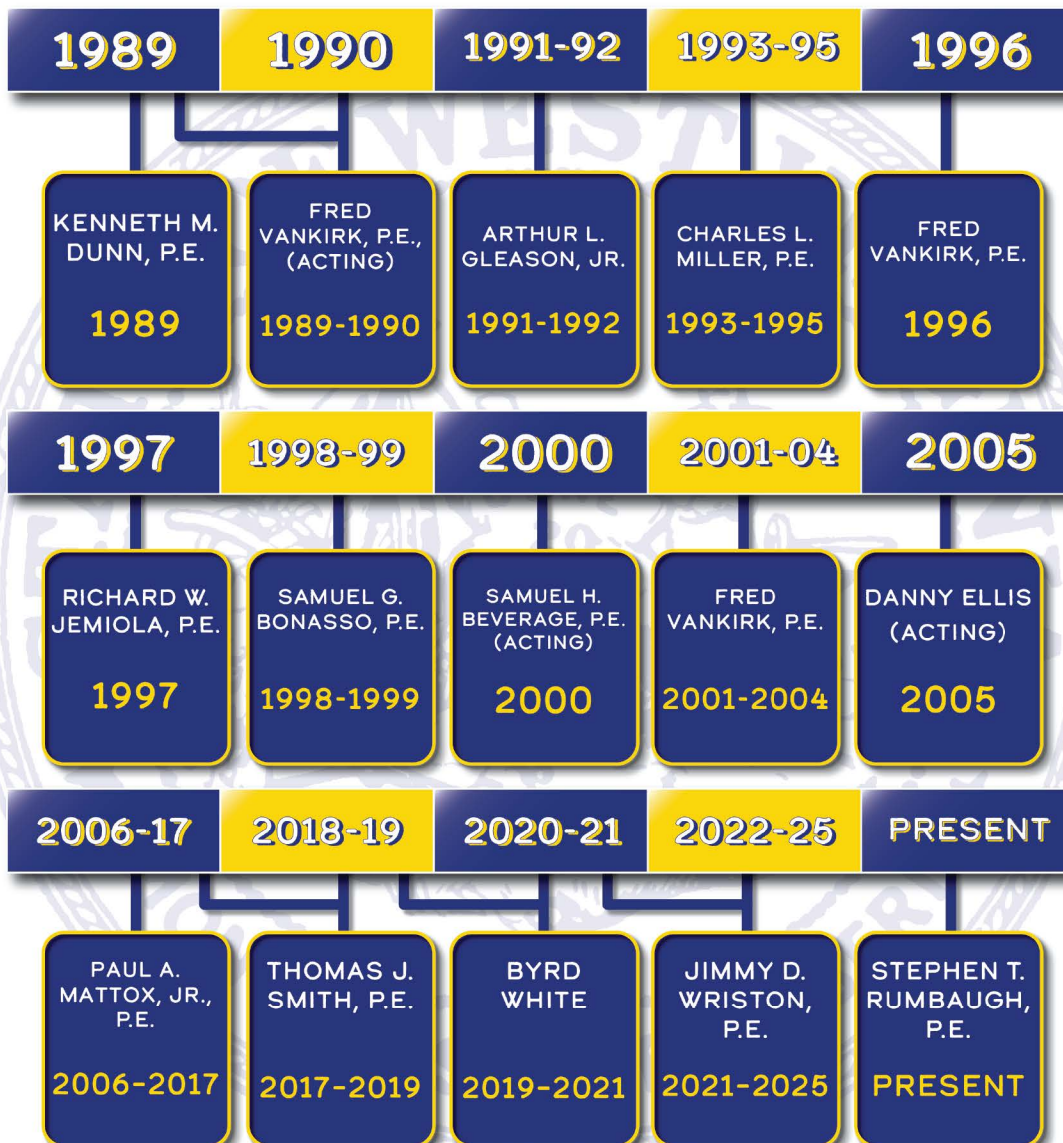 1989 1990 1991-92 1993-95 1996
KENNETH M.
DUNN, P.E.
1989
FRED
VANKIRK, P.E.,
(ACTING)
1989-1990
ARTHUR L.
GLEASON, JR.
1991-1992
CHARLES L.
MILLER, P.E.
1993-1995
FRED
VANKIRK, P.E.
1996
1997 1998-99 2000 2001-04 2005
RICHARD W.
JEMIOLA, P.E.
1997
SAMUEL G.
BONASSO, P.E.
1998-1999
SAMUEL H.
BEVERAGE, P.E.
(ACTING)
2000
FRED
VANKIRK, P.E.
2001-2004
DANNY ELLIS
(ACTING)
2005
2006-17 2018-19 2020-21 2022-25 PRESENT
PAUL A.
MATTOX, JR.,
P.E.
2006-2017
THOMAS J.
SMITH, P.E.
2017-2019
BYRD
WHITE
2019-2021
JIMMY D.
WRISTON,
P.E.
2021-2025
STEPHEN T.
RUMBAUGH,
P.E.
PRESENT